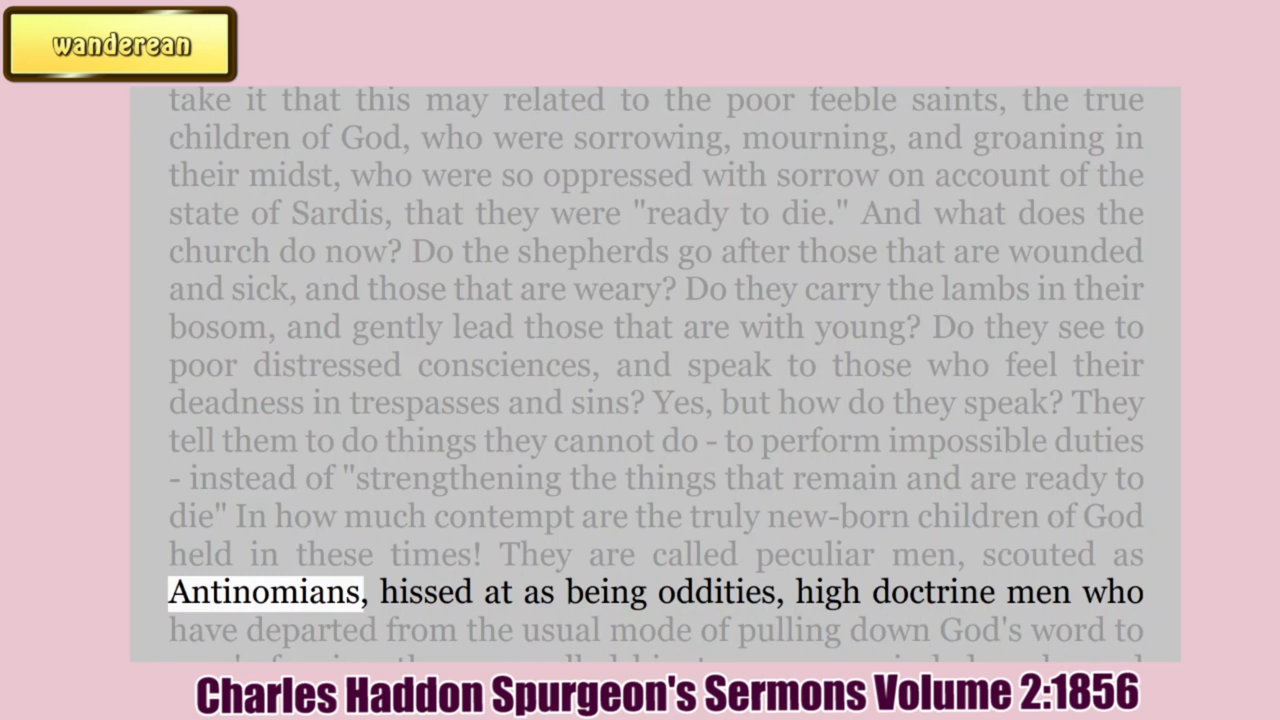 wanderean
take it that this may related to the poor feeble saints, the true
children of God, who were sorrowing, mourning, and groaning in
their midst, who were so oppressed with sorrow on account of the
state of Sardis, that they were "ready to die." And what does the
church do now? Do the shepherds go after those that are wounded
and sick, and those that are weary? Do they carry the lambs in their
bosom, and gently lead those that are with young? Do they see to
poor distressed consciences, and speak to those who feel their
deadness in trespasses and sins? Yes, but how do they speak? They
tell them to do things they cannot do - to perform impossible duties
- instead of "strengthening the things that remain and are ready to
die" In how much contempt are the truly new-born children of God
held in these times! They are called peculiar men, scouted as
Antinomians, hissed at as being oddities, high doctrine men who
have departed from the usual mode of pulling down God's word to
Charles Haddon Spurgeon's Sermons Volume 2:1856